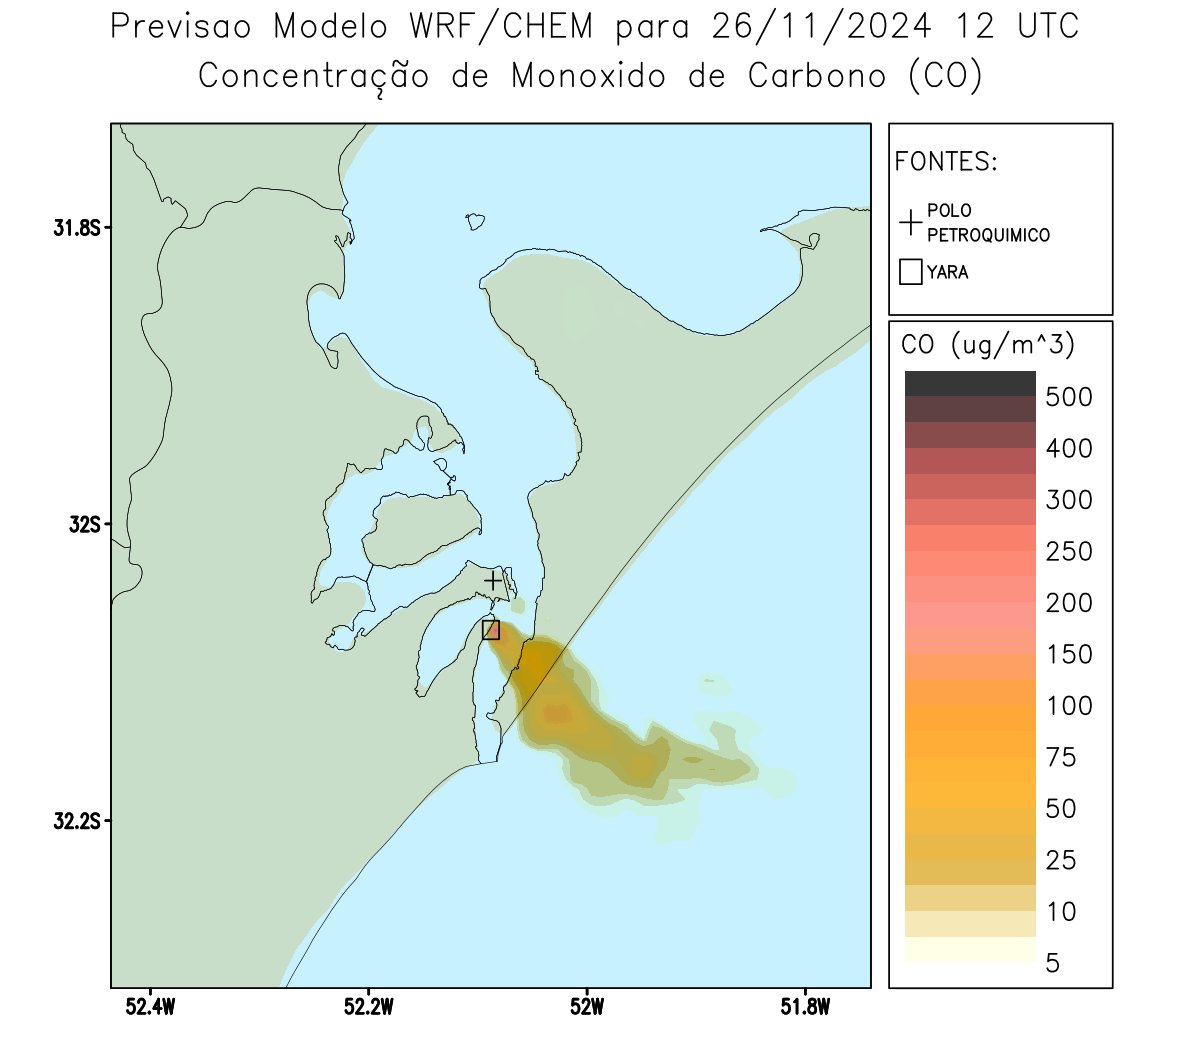 Previsao Modelo WRF/CHEM para 26/11/2024 12 UTC
Concentração de Monoxido de Carbono (CO)
FONTES:
POLO
PETROQUIMICO
YARA
CO (ug/m^3)
500
400
300
250
200
150
100
75
50
25
10
5
31.8S
32S
32.2S
52.4W
52.2W
52W
51.8W